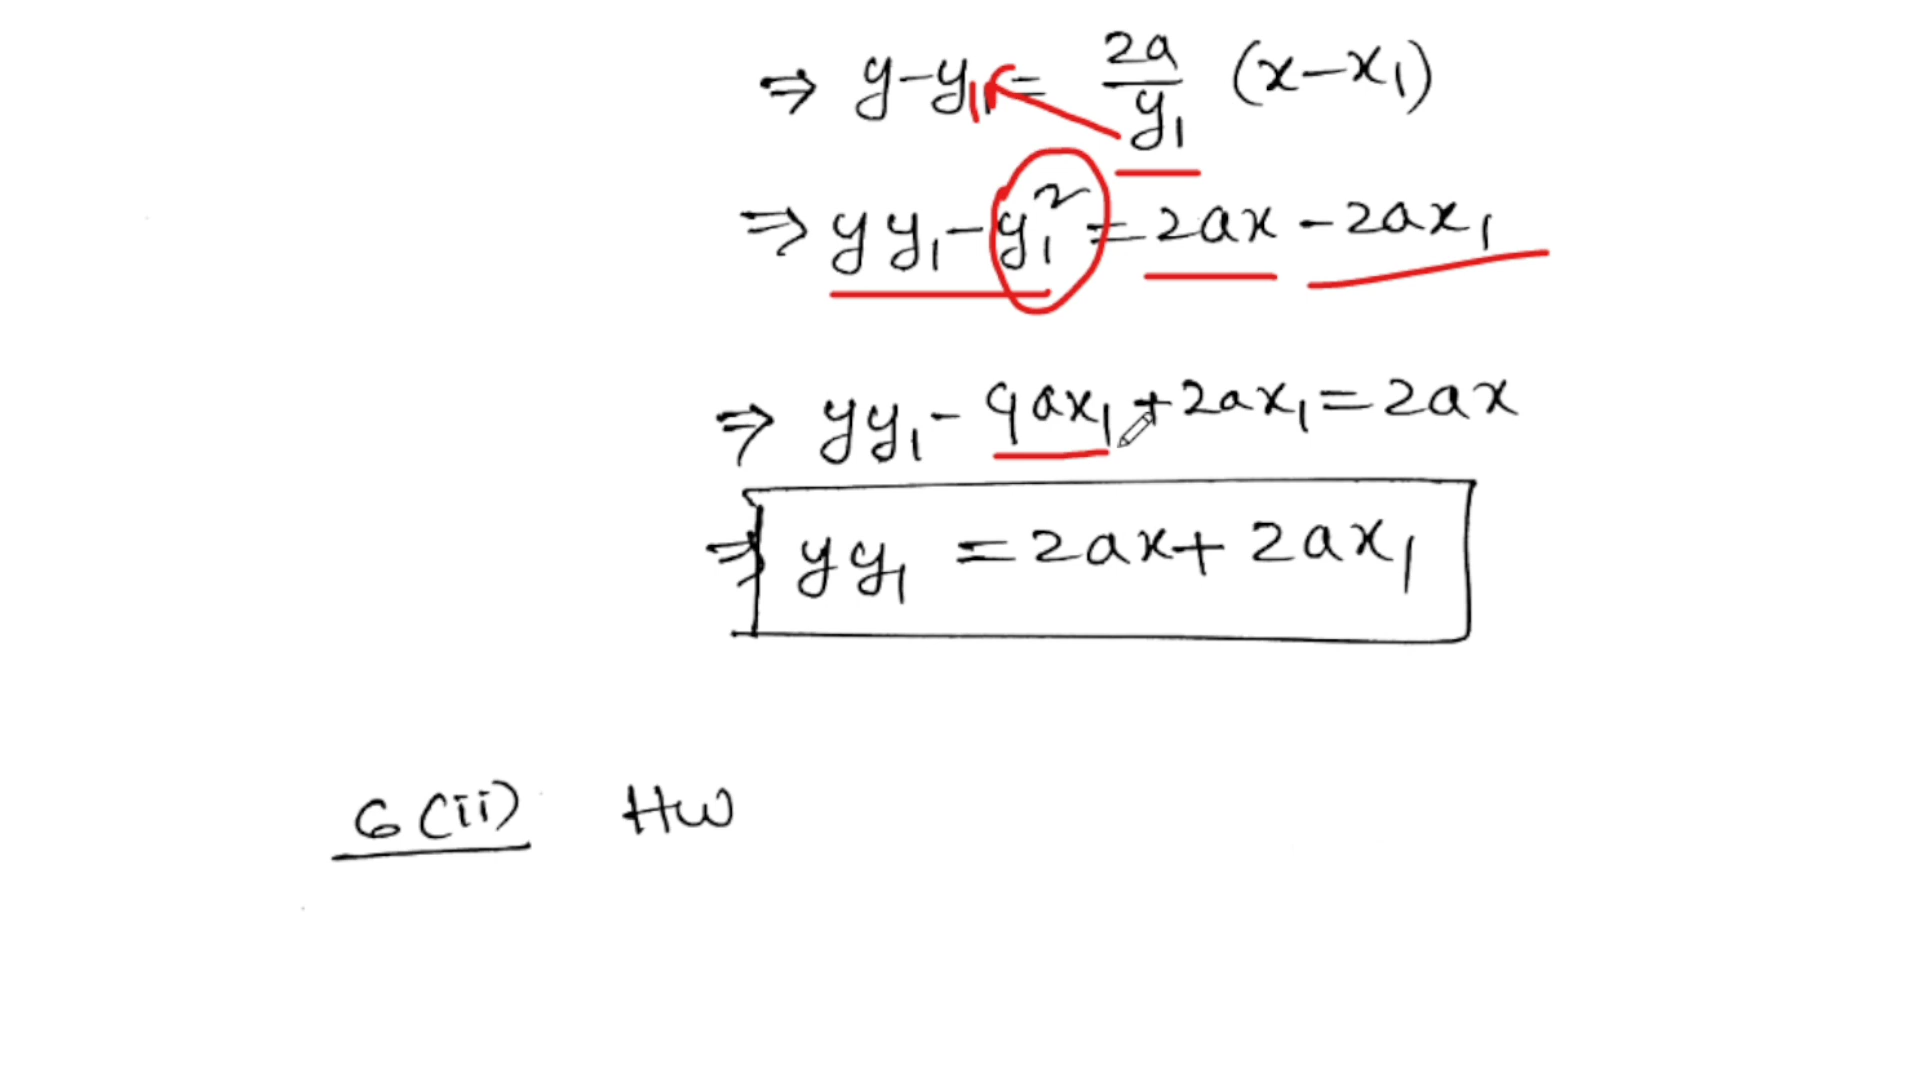 ⇒ y-y₁ = 2a/y₁ (x-x₁)
⇒ yy₁ - y₁² = 2ax - 2ax₁
⇒ yy₁ - 4ax₁ + 2ax₁ = 2ax
⇒ yy₁ = 2ax + 2ax₁
6(ii) HW